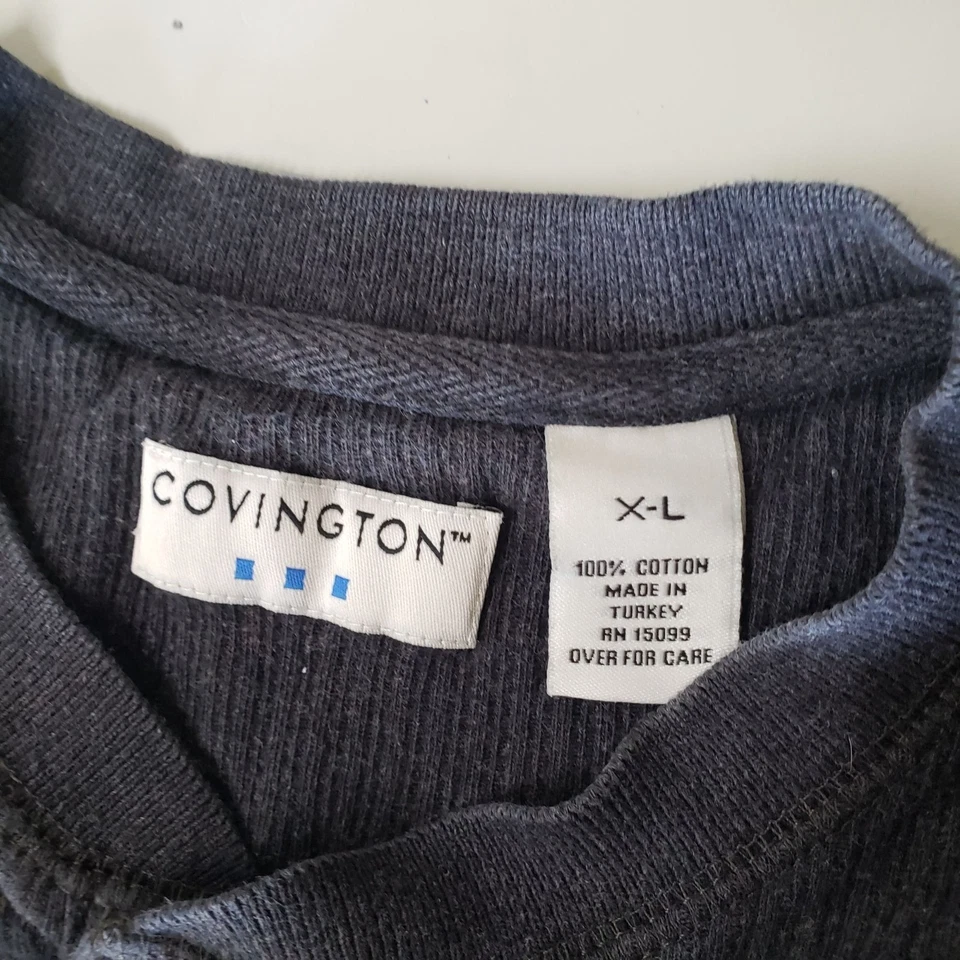 COVINGTON™
X-L
100% COTTON
MADE IN
TURKEY
RN 15099
OVER FOR CARE